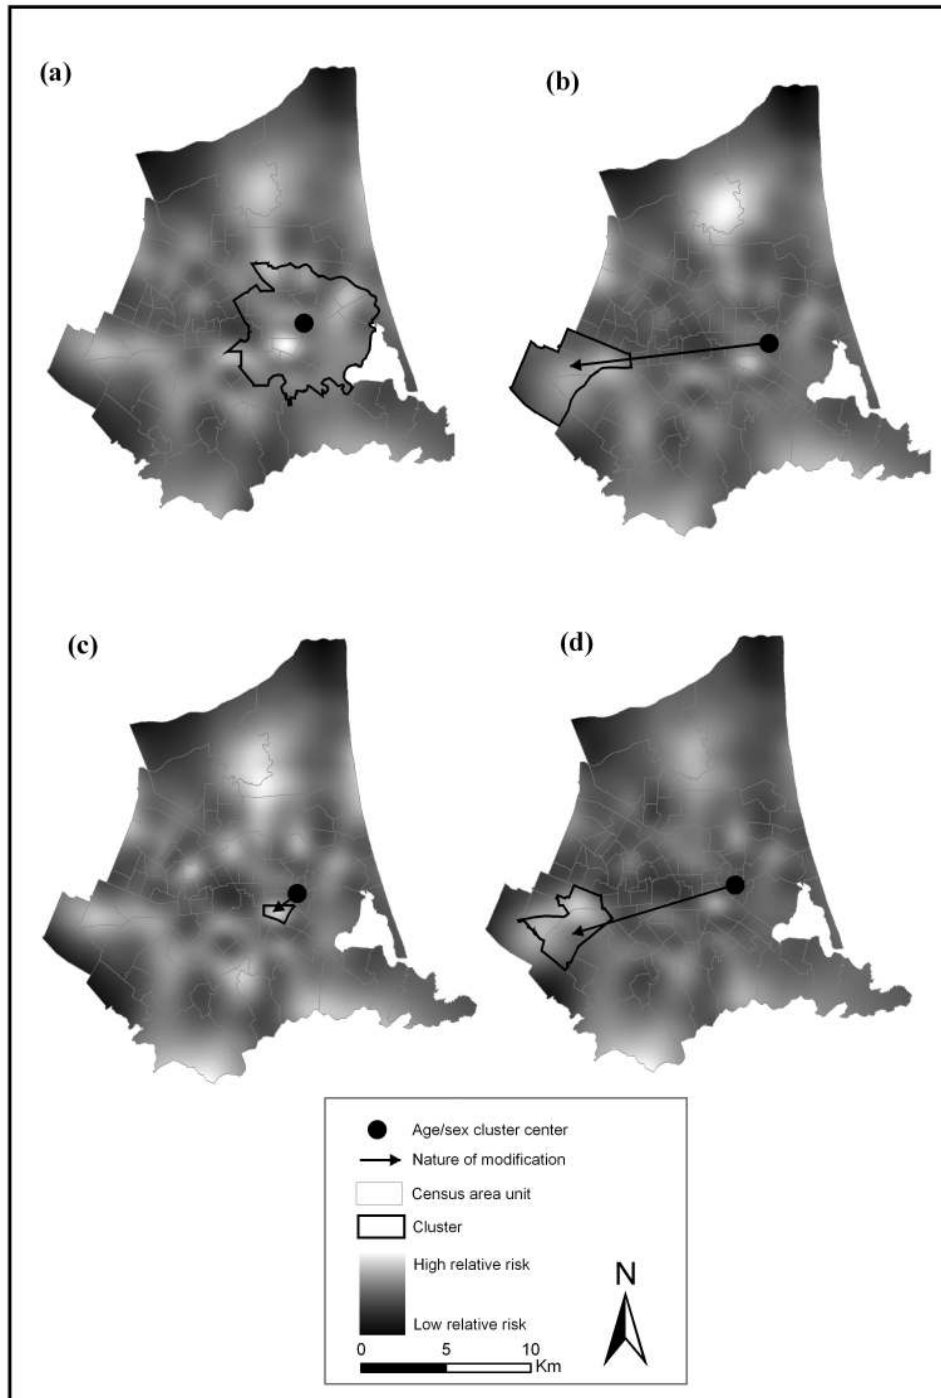 (a)
(b)
(c)
(d)
Age/sex cluster center
Nature of modification
Census area unit
Cluster
High relative risk
Low relative risk
N
0 5 10
Km